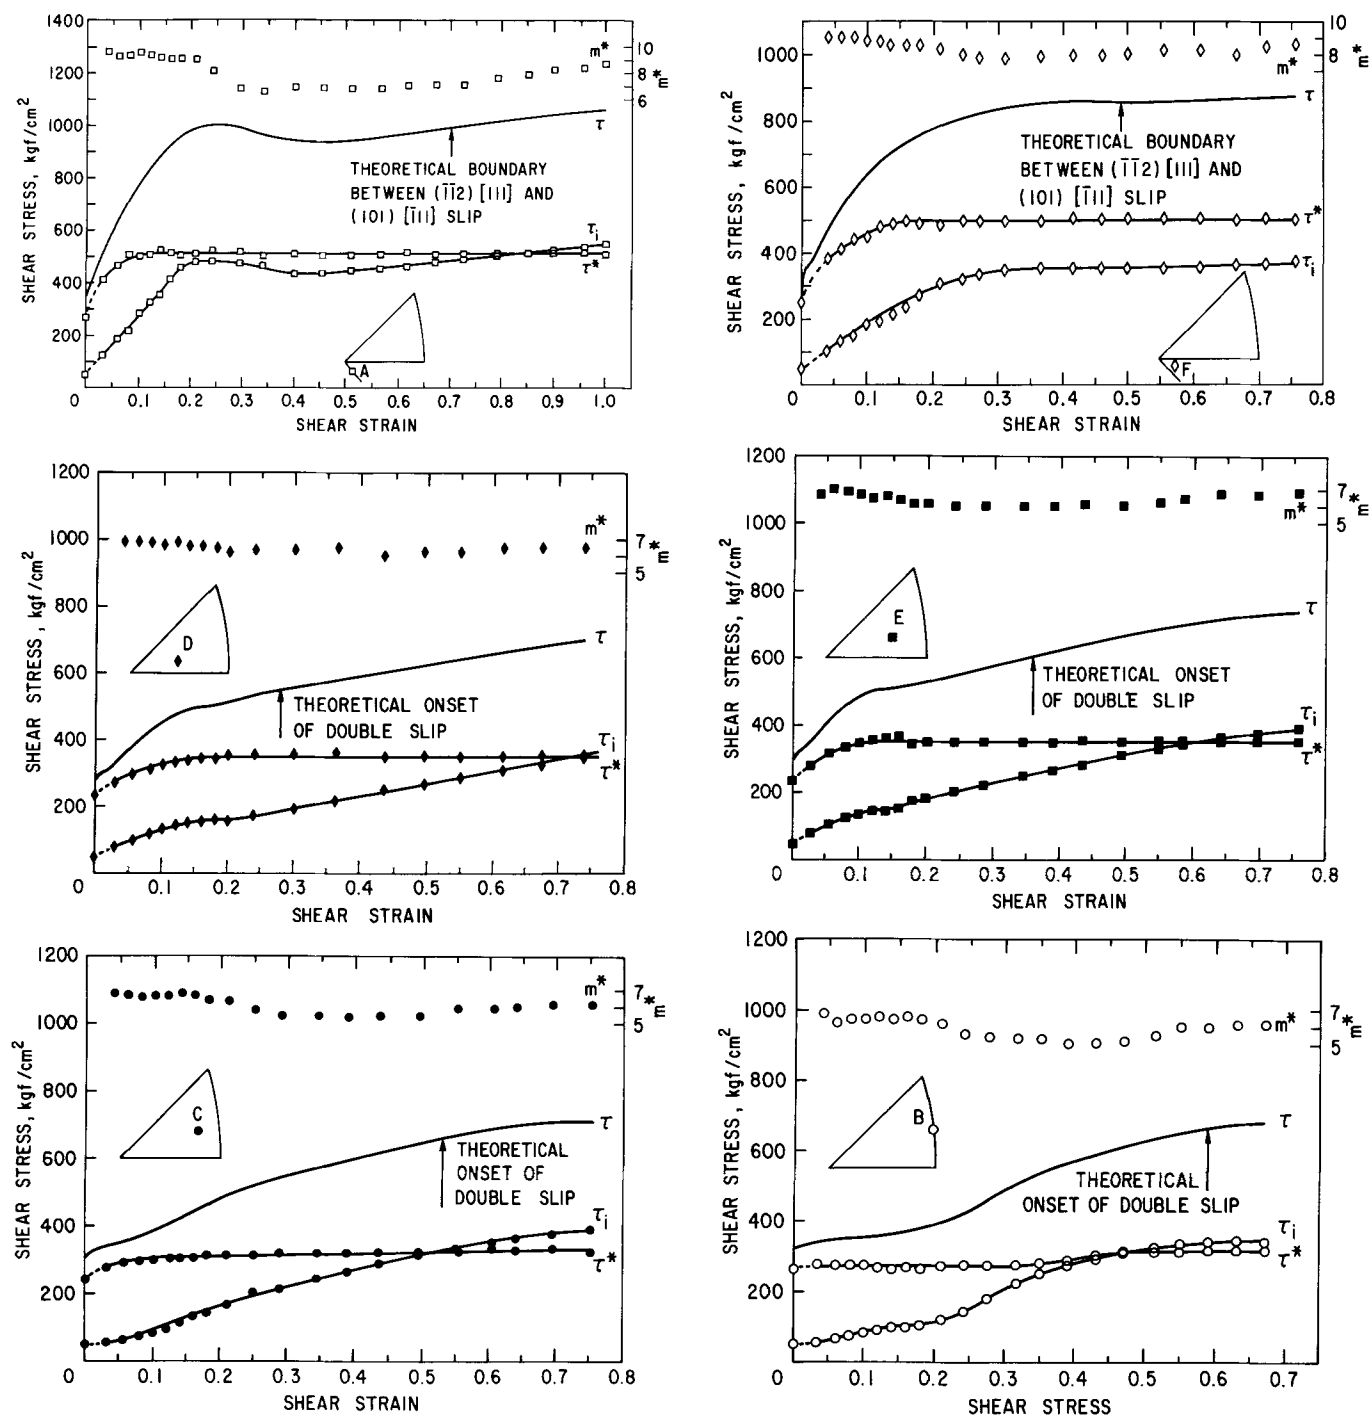 1400
1200
1000
800
600
400
200
0
0.1
0.2
0.3
0.4
0.5
0.6
0.7
0.8
0.9
1.0
SHEAR STRESS, kgf/cm²
SHEAR STRAIN
m*
10
8
6
m*
τ
THEORETICAL BOUNDARY
BETWEEN (1̅1̅2) [111] AND
(101) [1̅11] SLIP
τi
τ*
A
1000
800
600
400
200
0
0.1
0.2
0.3
0.4
0.5
0.6
0.7
0.8
SHEAR STRESS, kgf/cm²
SHEAR STRAIN
10
8
m*
m*
τ
THEORETICAL BOUNDARY
BETWEEN (1̅1̅2) [111] AND
(101) [1̅11] SLIP
τ*
τi
F
1200
1000
800
600
400
200
0
0
0.1
0.2
0.3
0.4
0.5
0.6
0.7
0.8
SHEAR STRESS, kgf/cm²
SHEAR STRAIN
m*
7
5
m*
D
τ
THEORETICAL ONSET
OF DOUBLE SLIP
τi
τ*
1200
1000
800
600
400
200
0
0
0.1
0.2
0.3
0.4
0.5
0.6
0.7
0.8
SHEAR STRESS, kgf/cm²
SHEAR STRAIN
7
5
m*
m*
E
τ
THEORETICAL ONSET
OF DOUBLE SLIP
τi
τ*
1200
1000
800
600
400
200
0
0
0.1
0.2
0.3
0.4
0.5
0.6
0.7
0.8
SHEAR STRESS, kgf/cm²
SHEAR STRAIN
m*
7
5
m*
C
τ
THEORETICAL
ONSET OF
DOUBLE SLIP
τi
τ*
1200
1000
800
600
400
200
0
0
0.1
0.2
0.3
0.4
0.5
0.6
0.7
0.8
SHEAR STRESS, kgf/cm²
SHEAR STRESS
m*
7
5
m*
B
τ
THEORETICAL
ONSET OF DOUBLE SLIP
τi
τ*